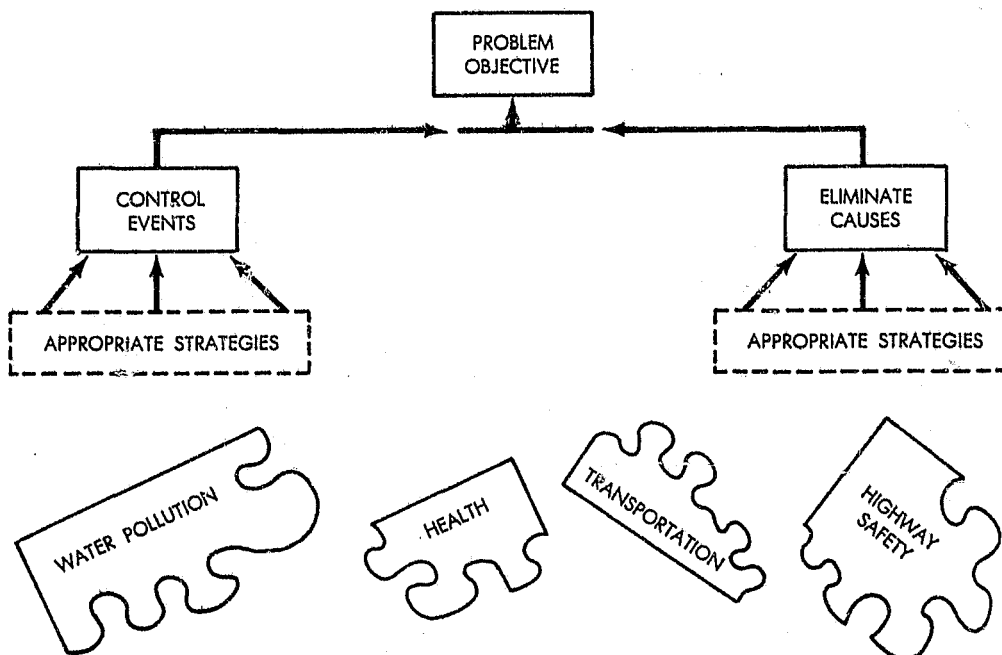 PROBLEM
OBJECTIVE
CONTROL
EVENTS
ELIMINATE
CAUSES
APPROPRIATE STRATEGIES
APPROPRIATE STRATEGIES
WATER POLLUTION
HEALTH
TRANSPORTATION
HIGHWAY
SAFETY